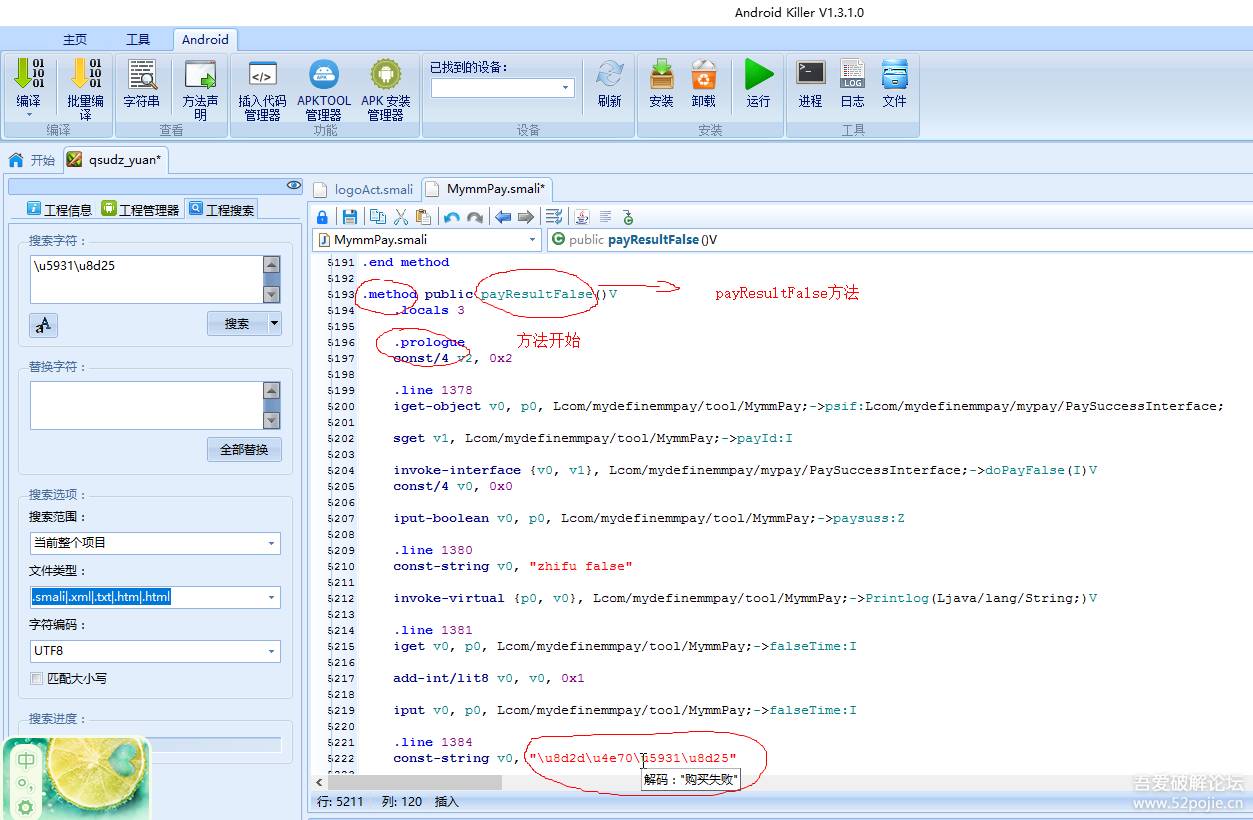 Android Killer V1.3.1.0
主页 工具 Android
编译 批量编译 字符串 方法声明 插入代码管理器 APKTOOL管理器 APK 安装管理器 已找到的设备: 刷新 安装 卸载 运行 进程 日志 文件
编译 查看 功能 设备 安装 工具
开始 qsudz_yuan*
工程信息 工程管理器 工程搜索
搜索字符:
\u5931\u8d25
搜索
替换字符:
全部替换
搜索选项:
搜索范围:
当前整个项目
文件类型:
.smali|.xml|.txt|.htm|.html
字符编码:
UTF8
匹配大小写
搜索进度:
中
logoAct.smali MymmPay.smali*
MymmPay.smali public payResultFalse()V
5191 .end method
5192
5193 .method public payResultFalse()V payResultFalse方法
5194 .locals 3
5195
5196 .prologue 方法开始
5197 const/4 v2, 0x2
5198
5199 .line 1378
5200 iget-object v0, p0, Lcom/mydefinemmpay/tool/MymmPay;->psif:Lcom/mydefinemmpay/mypay/PaySuccessInterface;
5201
5202 sget v1, Lcom/mydefinemmpay/tool/MymmPay;->payId:I
5203
5204 invoke-interface {v0, v1}, Lcom/mydefinemmpay/mypay/PaySuccessInterface;->doPayFalse(I)V
5205 const/4 v0, 0x0
5206
5207 iput-boolean v0, p0, Lcom/mydefinemmpay/tool/MymmPay;->paysuss:Z
5208
5209 .line 1380
5210 const-string v0, "zhifu false"
5211
5212 invoke-virtual {p0, v0}, Lcom/mydefinemmpay/tool/MymmPay;->Printlog(Ljava/lang/String;)V
5213
5214 .line 1381
5215 iget v0, p0, Lcom/mydefinemmpay/tool/MymmPay;->falseTime:I
5216
5217 add-int/lit8 v0, v0, 0x1
5218
5219 iput v0, p0, Lcom/mydefinemmpay/tool/MymmPay;->falseTime:I
5220
5221 .line 1384
5222 const-string v0, "\u8d2d\u4e70\u5931\u8d25"
解码:"购买失败"
行: 5211 列: 120 插入
吾爱破解论坛
www.52pojie.cn